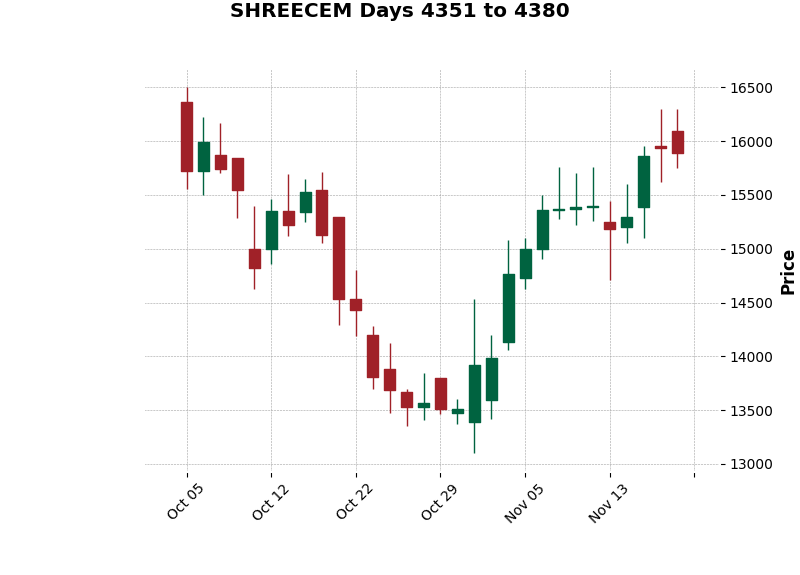 SHREECEM Days 4351 to 4380
16500
16000
15500
15000
14500
14000
13500
13000
Price
Oct 05
Oct 12
Oct 22
Oct 29
Nov 05
Nov 13